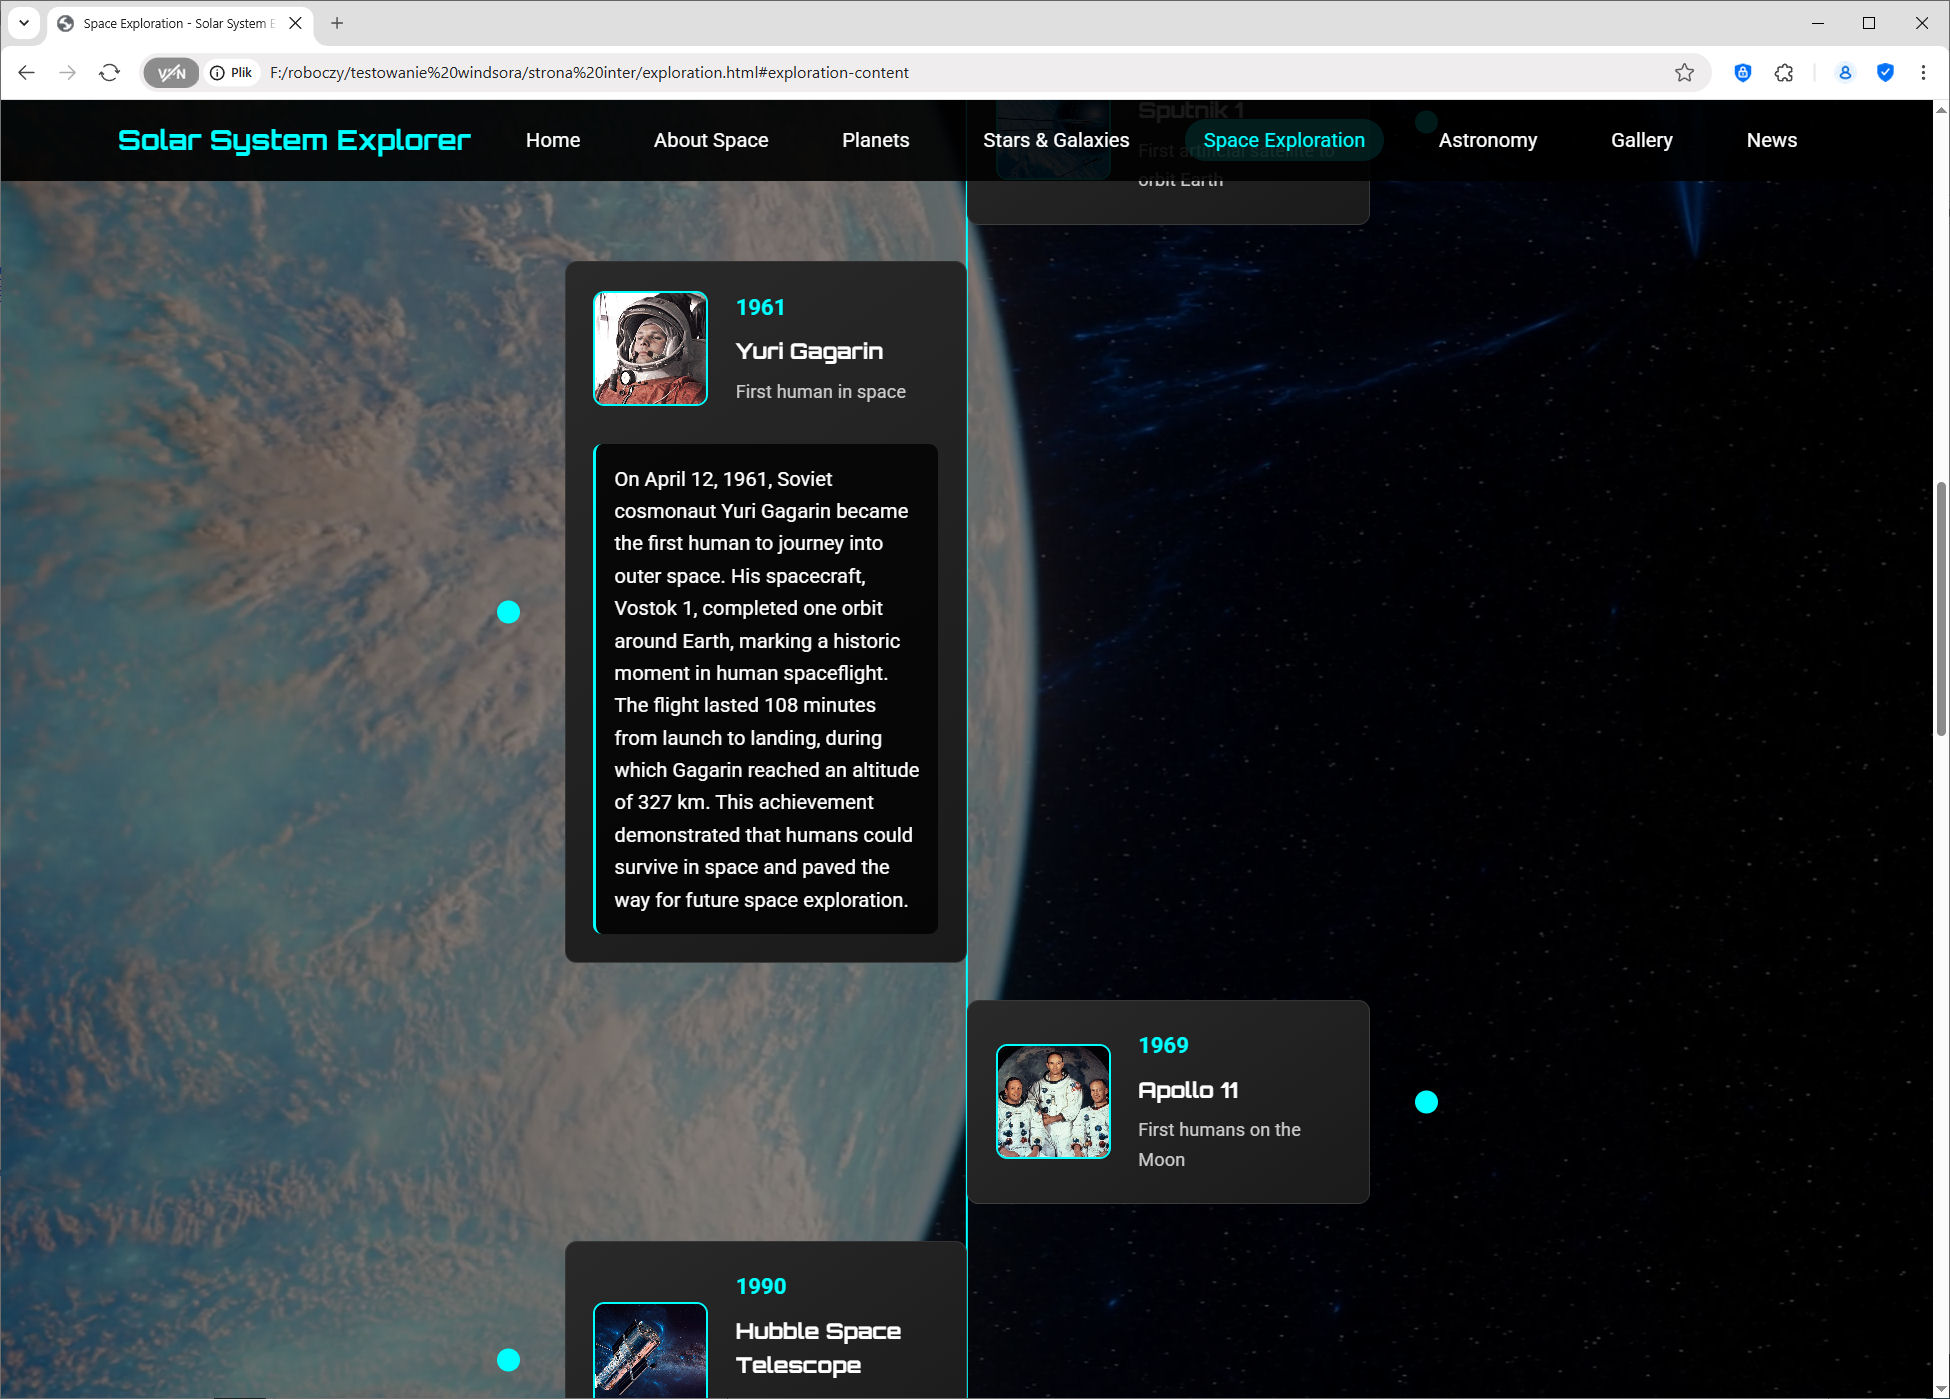 Space Exploration - Solar System E
VPN
Plik
F:/roboczy/testowanie%20windsora/strona%20inter/exploration.html#exploration-content
Solar System Explorer
Home
About Space
Planets
Stars & Galaxies
Space Exploration
Astronomy
Gallery
News
Sputnik 1
First artificial satellite to
orbit Earth
1961
Yuri Gagarin
First human in space
On April 12, 1961, Soviet
cosmonaut Yuri Gagarin became
the first human to journey into
outer space. His spacecraft,
Vostok 1, completed one orbit
around Earth, marking a historic
moment in human spaceflight.
The flight lasted 108 minutes
from launch to landing, during
which Gagarin reached an altitude
of 327 km. This achievement
demonstrated that humans could
survive in space and paved the
way for future space exploration.
1969
Apollo 11
First humans on the
Moon
1990
Hubble Space
Telescope